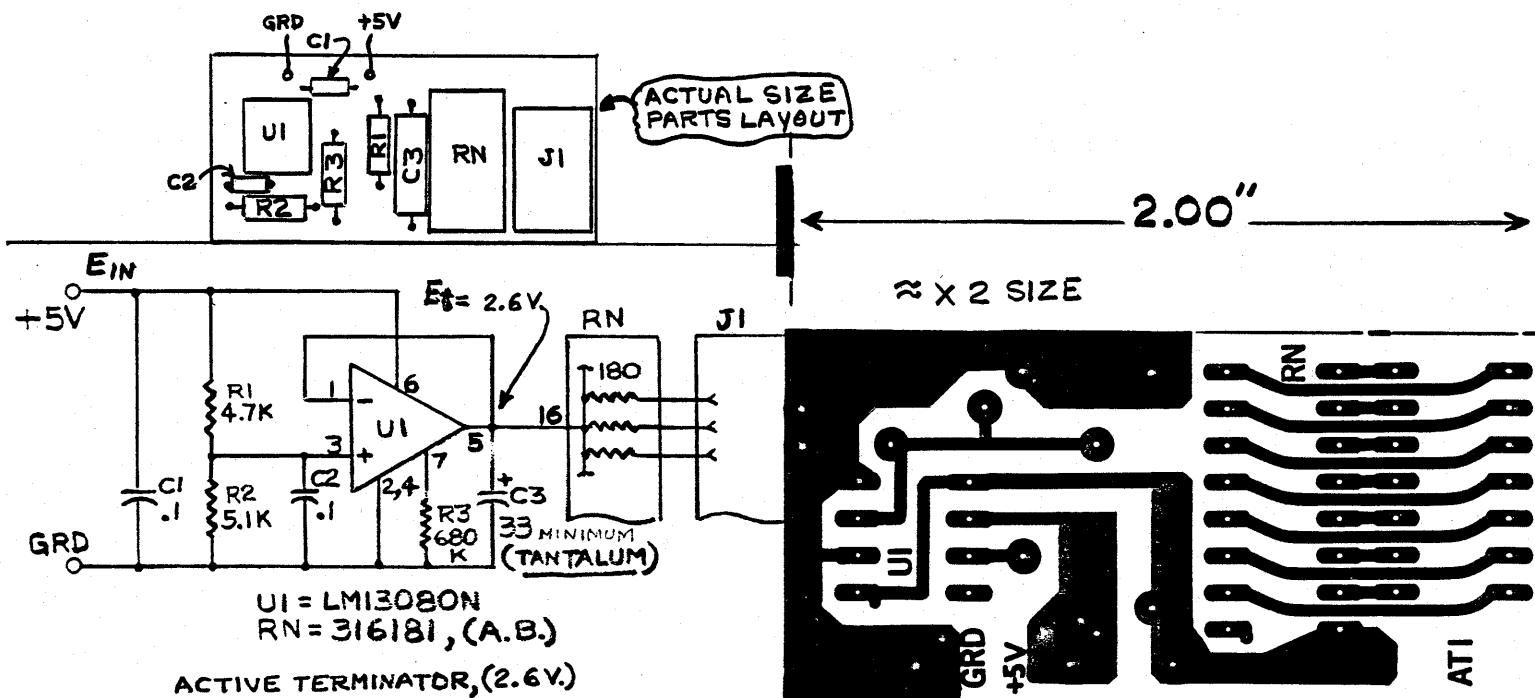 GRD
+5V
C1
ACTUAL SIZE
PARTS LAYOUT
U1
R3
R1
C3
RN
J1
C2
R2
2.00"
≈ X 2 SIZE
EIN
+5V
Et= 2.6V.
RN
J1
180
1
-
6
R1
4.7K
U1
5
16
3
+
7
2,4
C1
.1
R2
5.1K
C2
.1
R3
680
K
+
C3
33 MINIMUM
(TANTALUM)
GRD
U1 = LM13080N
RN = 316181, (A.B.)
ACTIVE TERMINATOR, (2.6V.)
RN
U1
GRD
+5V
AT1